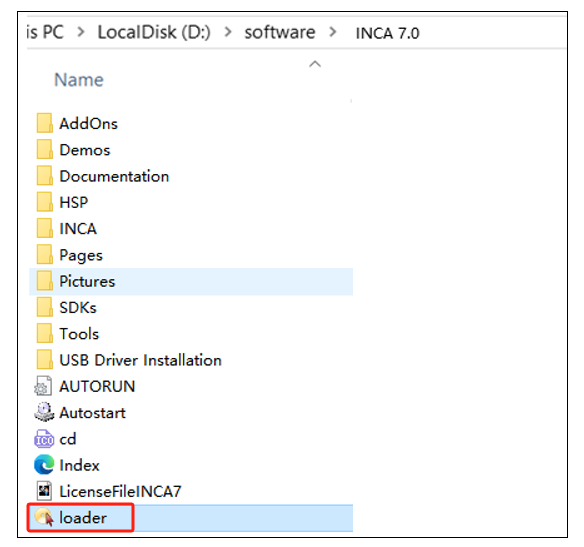 is PC > LocalDisk (D:) > software > INCA 7.0
Name
AddOns
Demos
Documentation
HSP
INCA
Pages
Pictures
SDKs
Tools
USB Driver Installation
AUTORUN
Autostart
cd
Index
LicenseFileINCA7
loader